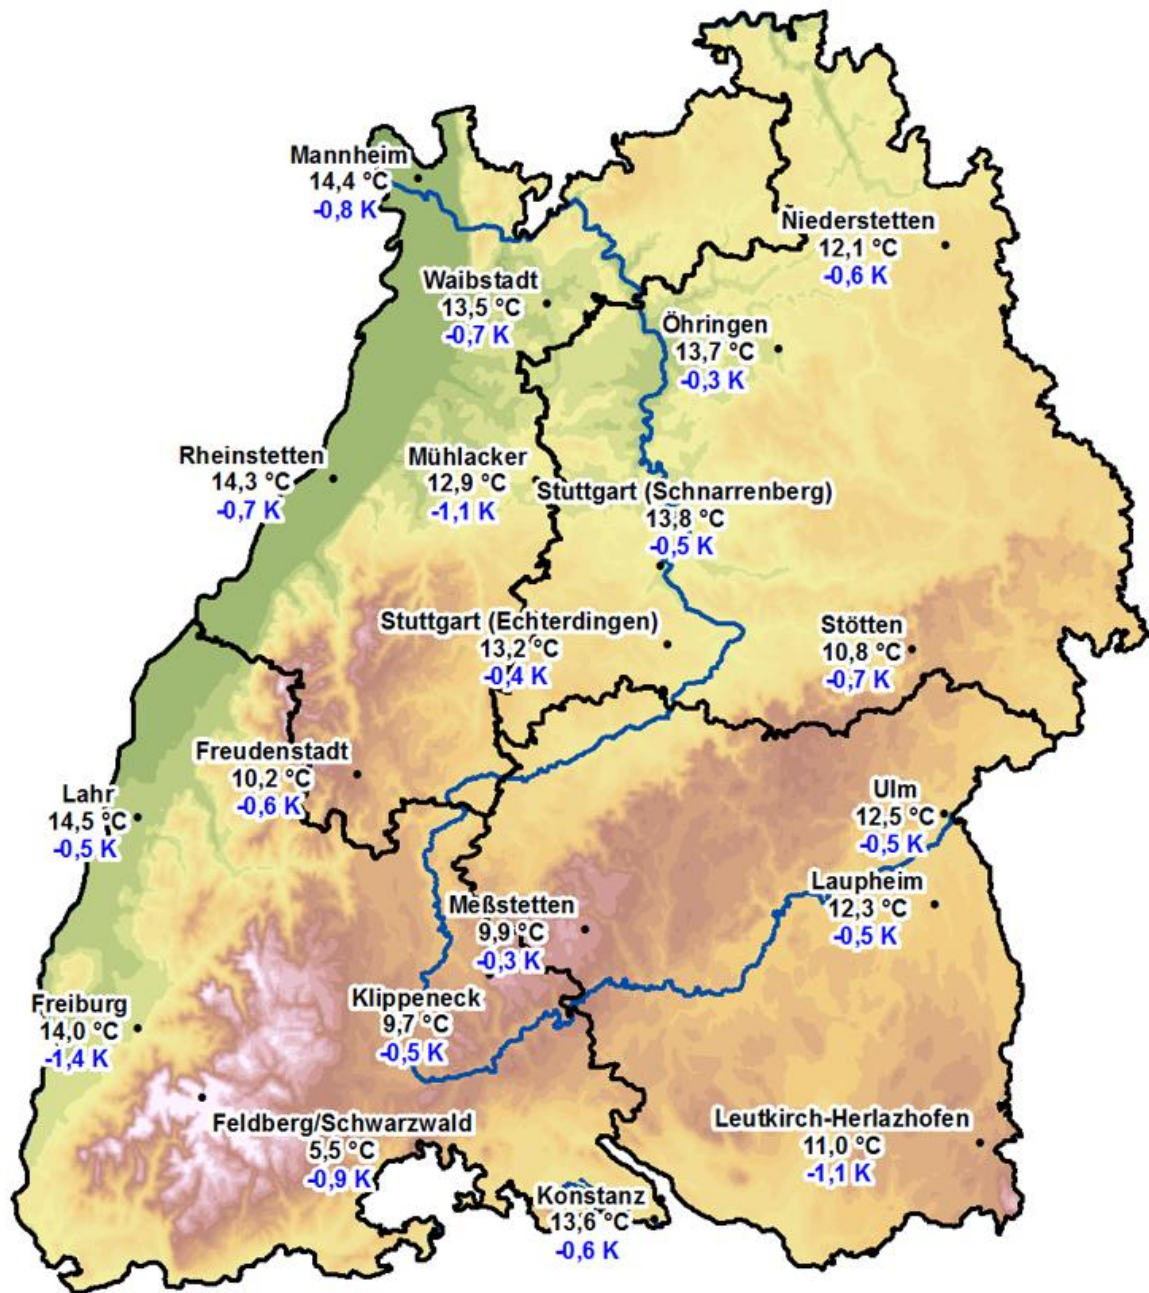 Mannheim
14,4 °C
-0,8 K
Niederstetten
12,1 °C
-0,6 K
Waibstadt
13,5 °C
-0,7 K
Öhringen
13,7 °C
-0,3 K
Rheinstetten
14,3 °C
-0,7 K
Mühlacker
12,9 °C
-1,1 K
Stuttgart (Schnarrenberg)
13,8 °C
-0,5 K
Stuttgart (Echterdingen)
13,2 °C
-0,4 K
Stötten
10,8 °C
-0,7 K
Freudenstadt
10,2 °C
-0,6 K
Lahr
14,5 °C
-0,5 K
Ulm
12,5 °C
-0,5 K
Laupheim
12,3 °C
-0,5 K
Meßstetten
9,9 °C
-0,3 K
Klippeneck
9,7 °C
-0,5 K
Freiburg
14,0 °C
-1,4 K
Feldberg/Schwarzwald
5,5 °C
-0,9 K
Leutkirch-Herlazhofen
11,0 °C
-1,1 K
Konstanz
13,6 °C
-0,6 K